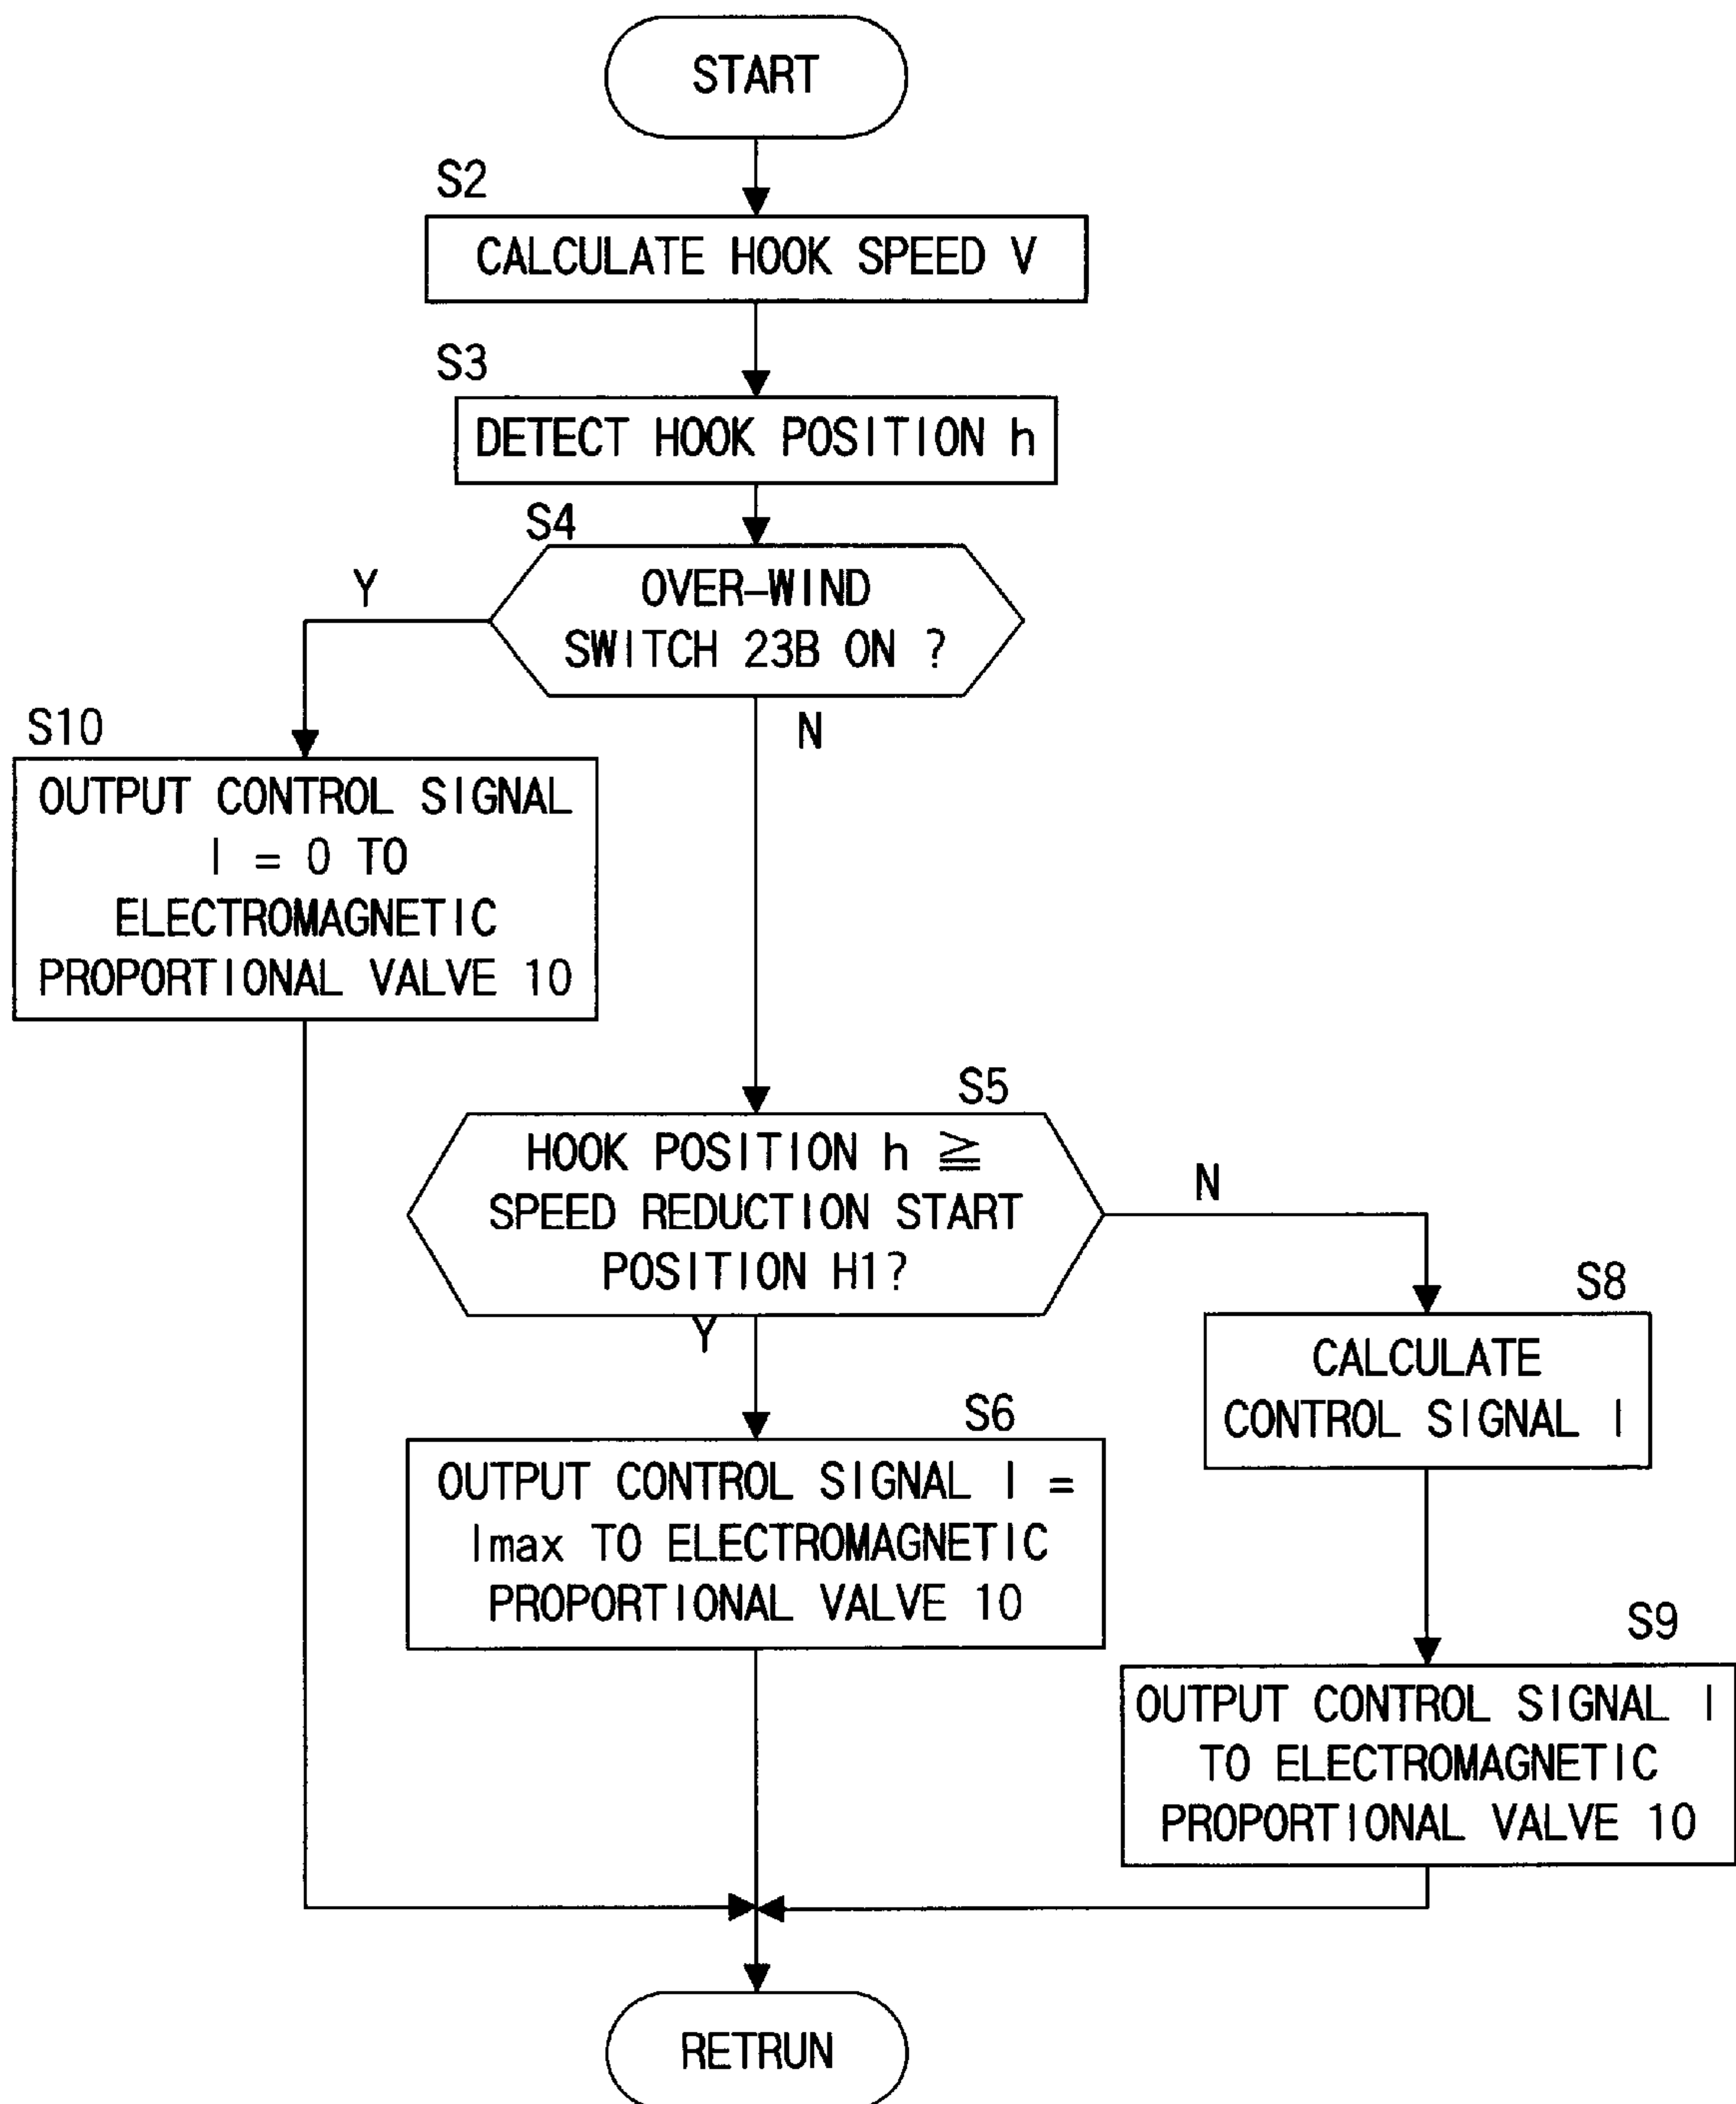 START
S2
CALCULATE HOOK SPEED V
S3
DETECT HOOK POSITION h
S4
OVER-WIND
SWITCH 23B ON ?
Y
N
S10
OUTPUT CONTROL SIGNAL
I = 0 TO
ELECTROMAGNETIC
PROPORTIONAL VALVE 10
S5
HOOK POSITION h ≧
SPEED REDUCTION START
POSITION H1?
N
Y
S8
CALCULATE
CONTROL SIGNAL I
S6
OUTPUT CONTROL SIGNAL I =
Imax TO ELECTROMAGNETIC
PROPORTIONAL VALVE 10
S9
OUTPUT CONTROL SIGNAL I
TO ELECTROMAGNETIC
PROPORTIONAL VALVE 10
RETRUN